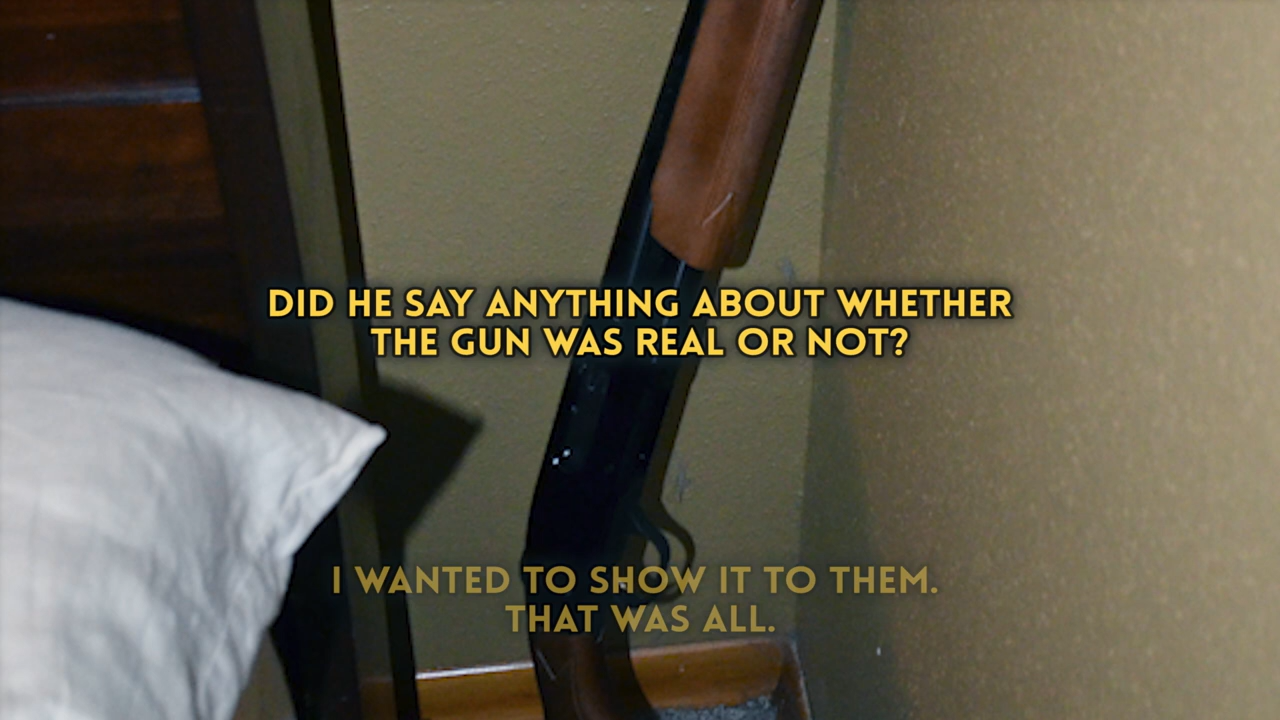 DID HE SAY ANYTHING ABOUT WHETHER
THE GUN WAS REAL OR NOT?
I WANTED TO SHOW IT TO THEM.
THAT WAS ALL.